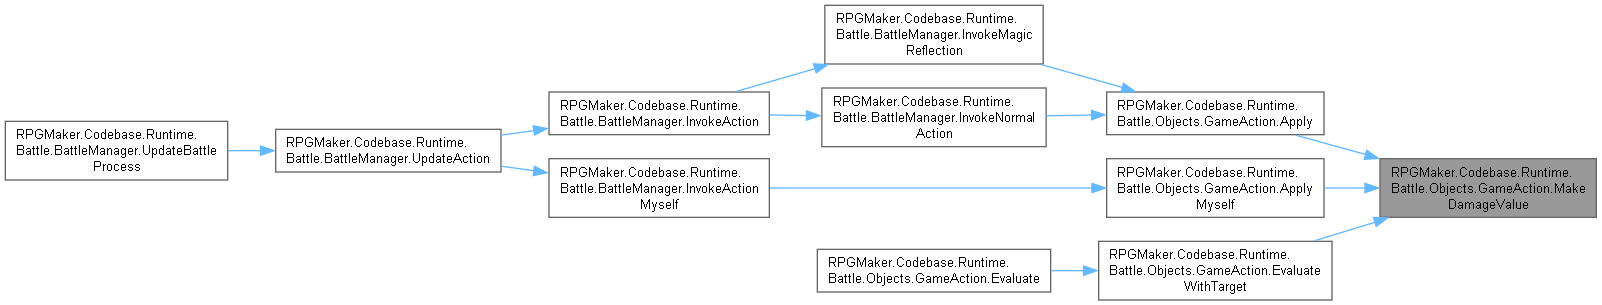 RPGMaker.Codebase.Runtime.
Battle.BattleManager.InvokeMagic
Reflection
RPGMaker.Codebase.Runtime.
Battle.BattleManager.InvokeAction
RPGMaker.Codebase.Runtime.
Battle.BattleManager.InvokeNormal
Action
RPGMaker.Codebase.Runtime.
Battle.Objects.GameAction.Apply
RPGMaker.Codebase.Runtime.
Battle.BattleManager.UpdateBattle
Process
RPGMaker.Codebase.Runtime.
Battle.BattleManager.UpdateAction
RPGMaker.Codebase.Runtime.
Battle.BattleManager.InvokeAction
Myself
RPGMaker.Codebase.Runtime.
Battle.Objects.GameAction.Apply
Myself
RPGMaker.Codebase.Runtime.
Battle.Objects.GameAction.Make
DamageValue
RPGMaker.Codebase.Runtime.
Battle.Objects.GameAction.Evaluate
RPGMaker.Codebase.Runtime.
Battle.Objects.GameAction.Evaluate
WithTarget